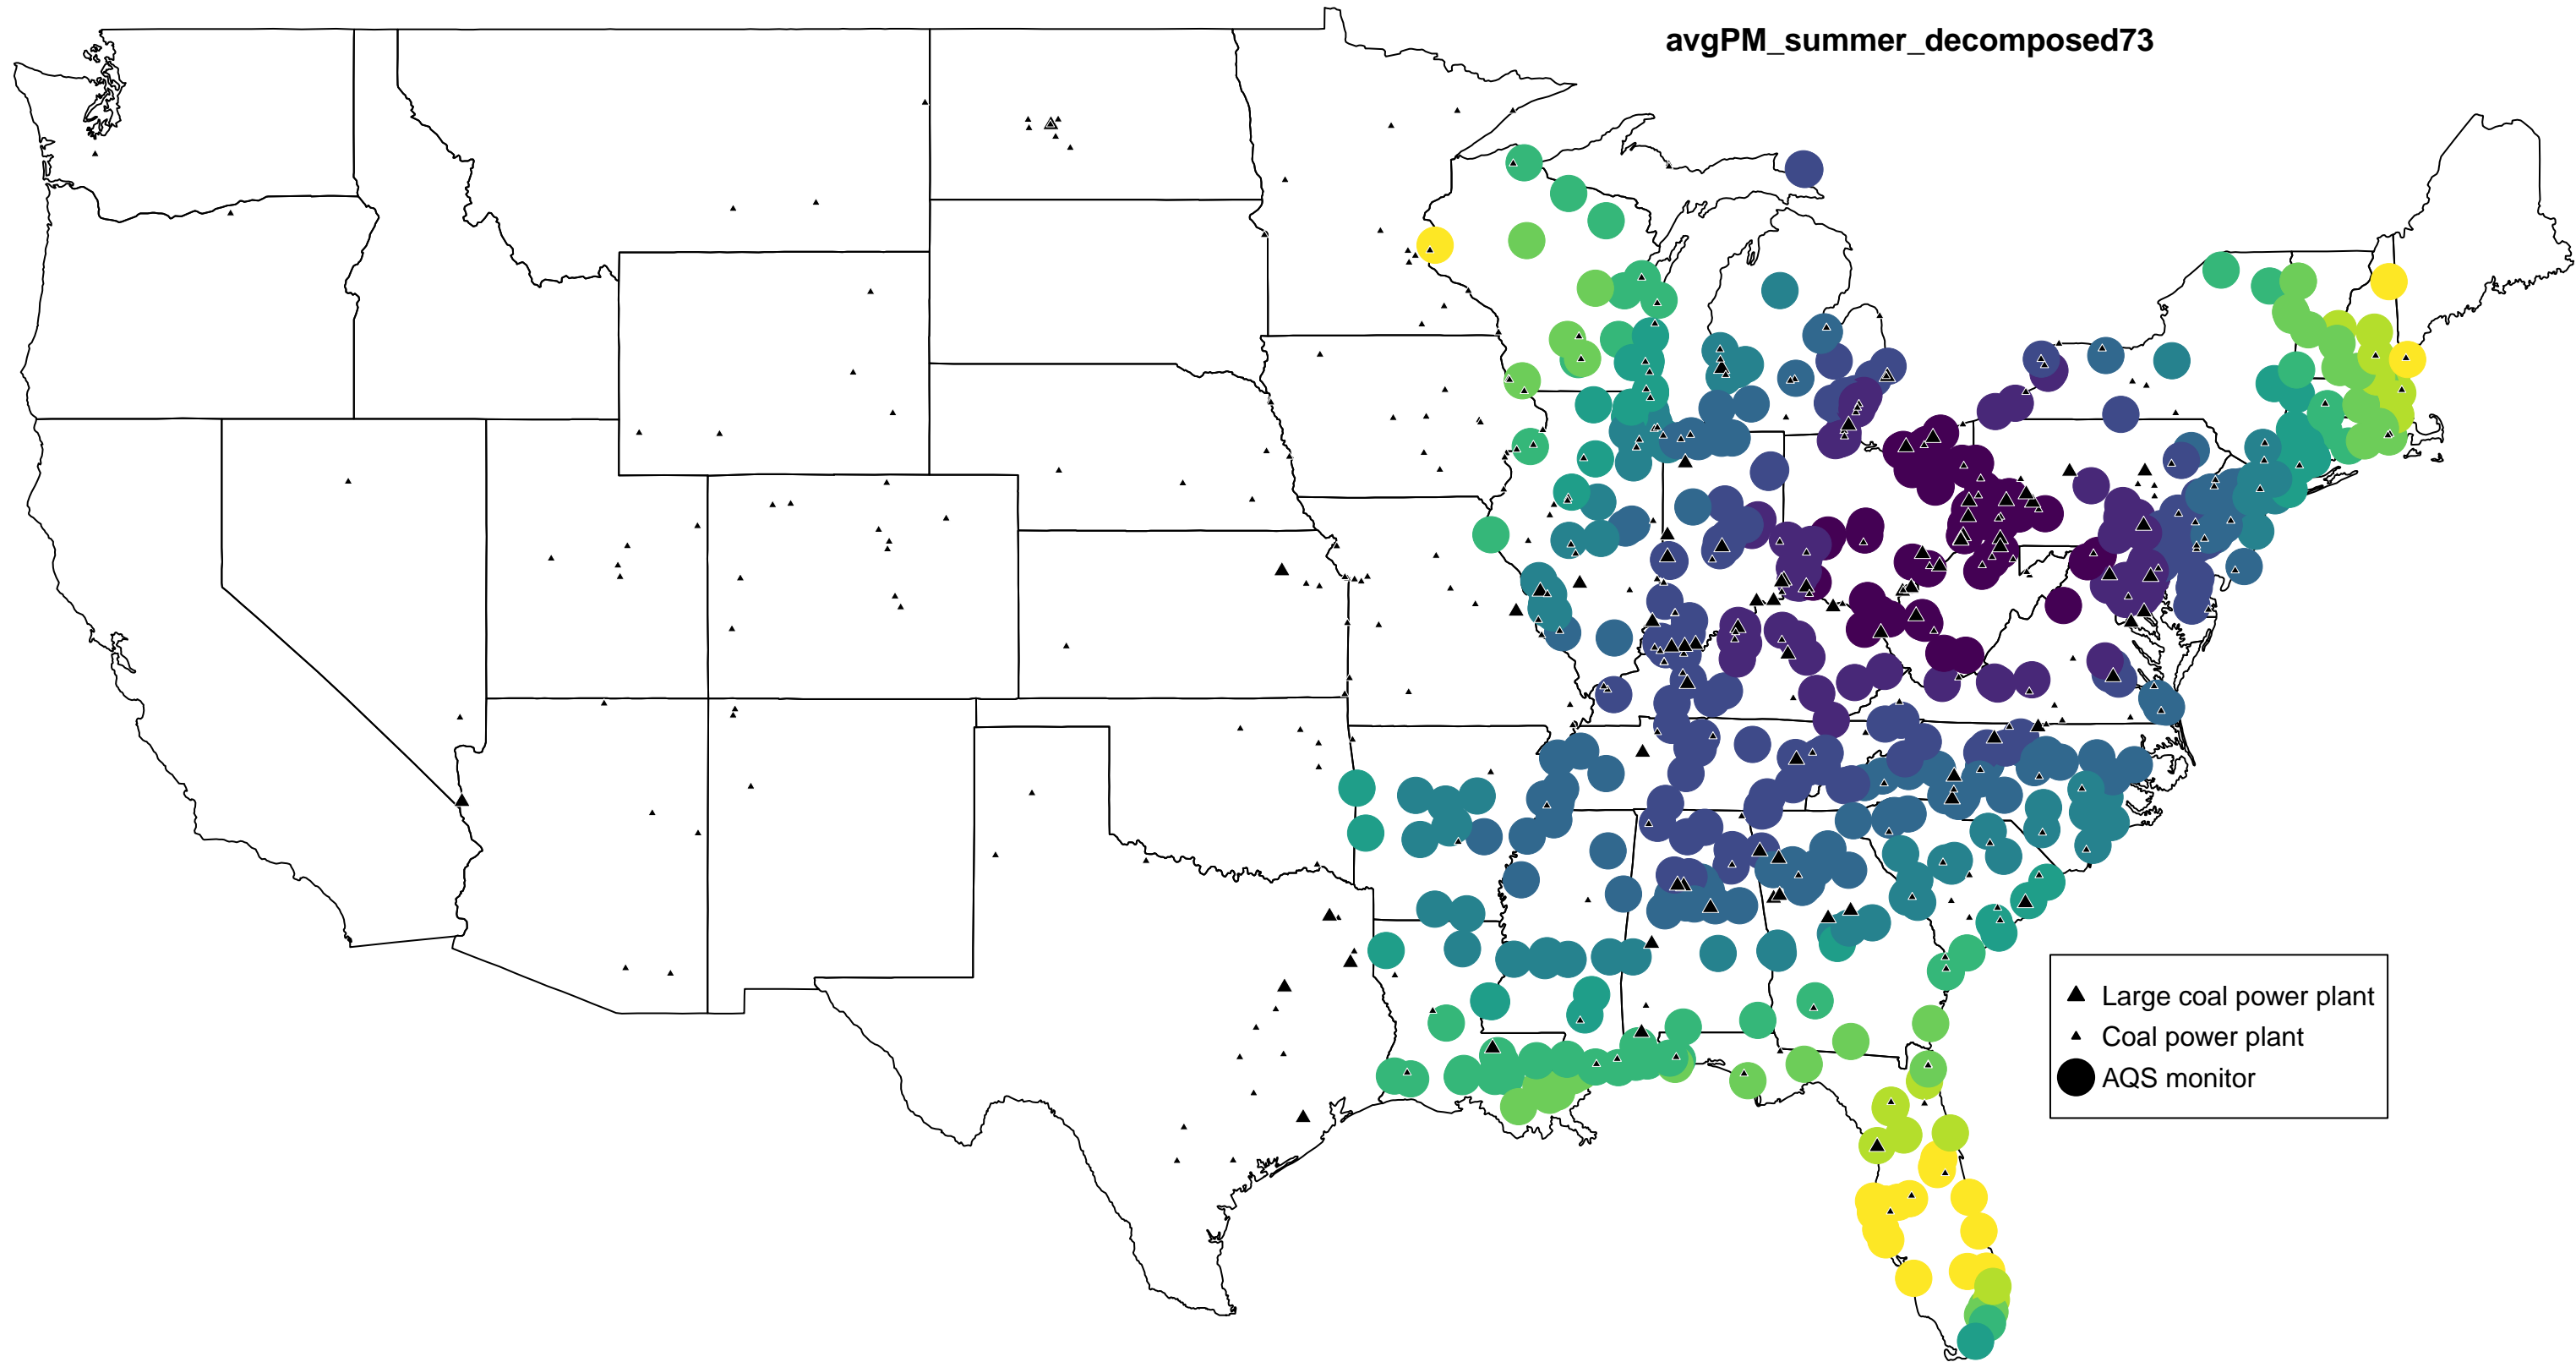 avgPM_summer_decomposed73
Large coal power plant
Coal power plant
AQS monitor